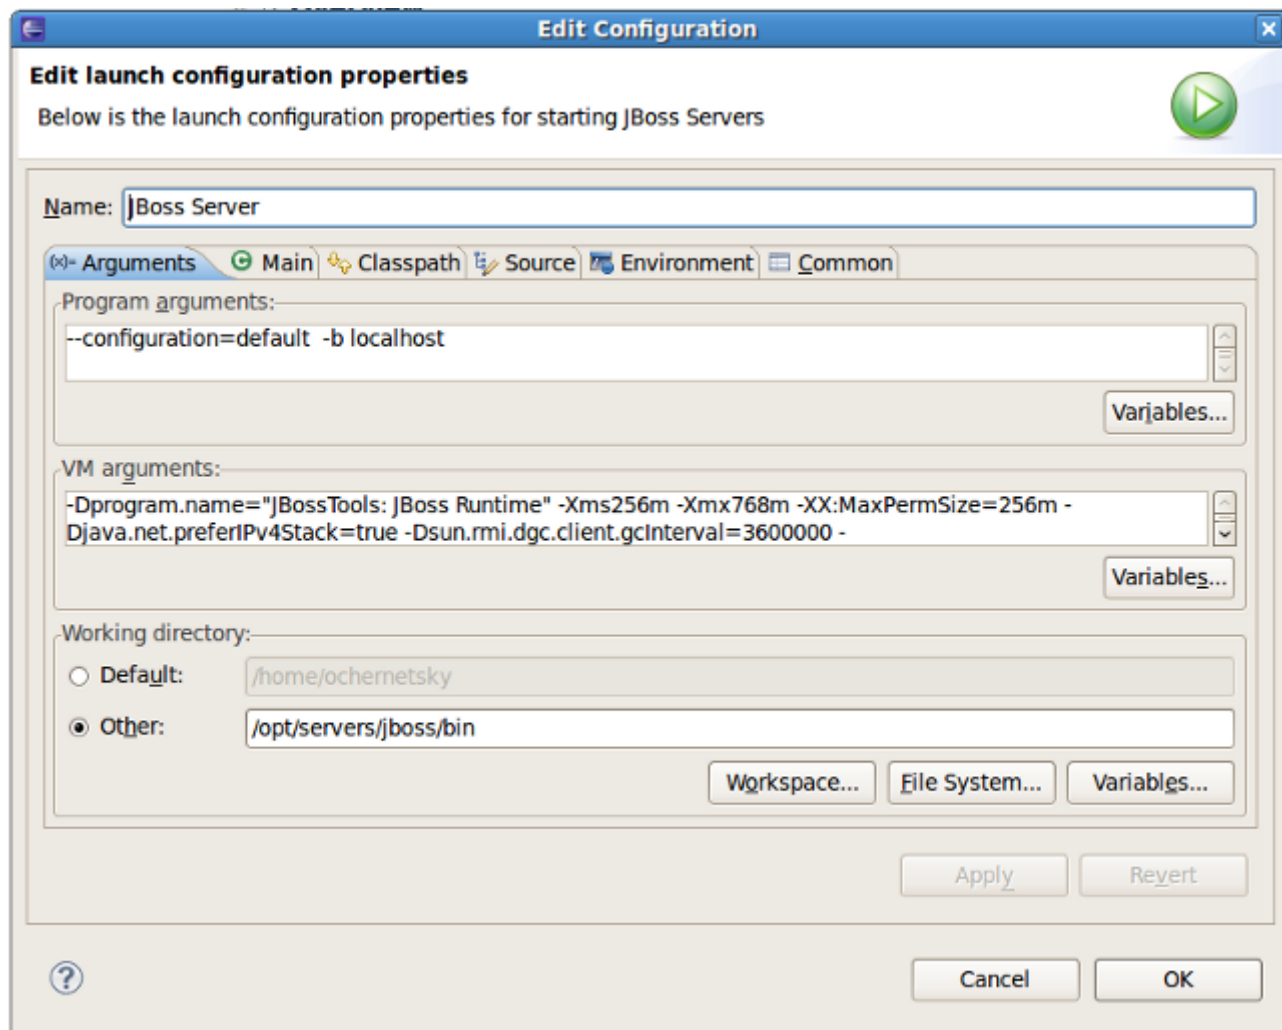 Edit Configuration
Edit launch configuration properties
Below is the launch configuration properties for starting JBoss Servers
Name: JBoss Server
(x)= Arguments Main Classpath Source Environment Common
Program arguments:
--configuration=default -b localhost
Variables...
VM arguments:
-Dprogram.name="JBossTools: JBoss Runtime" -Xms256m -Xmx768m -XX:MaxPermSize=256m -
Djava.net.preferIPv4Stack=true -Dsun.rmi.dgc.client.gcInterval=3600000 -
Variables...
Working directory:
Default: /home/ochernetsky
Other: /opt/servers/jboss/bin
Workspace... File System... Variables...
Apply Revert
Cancel OK